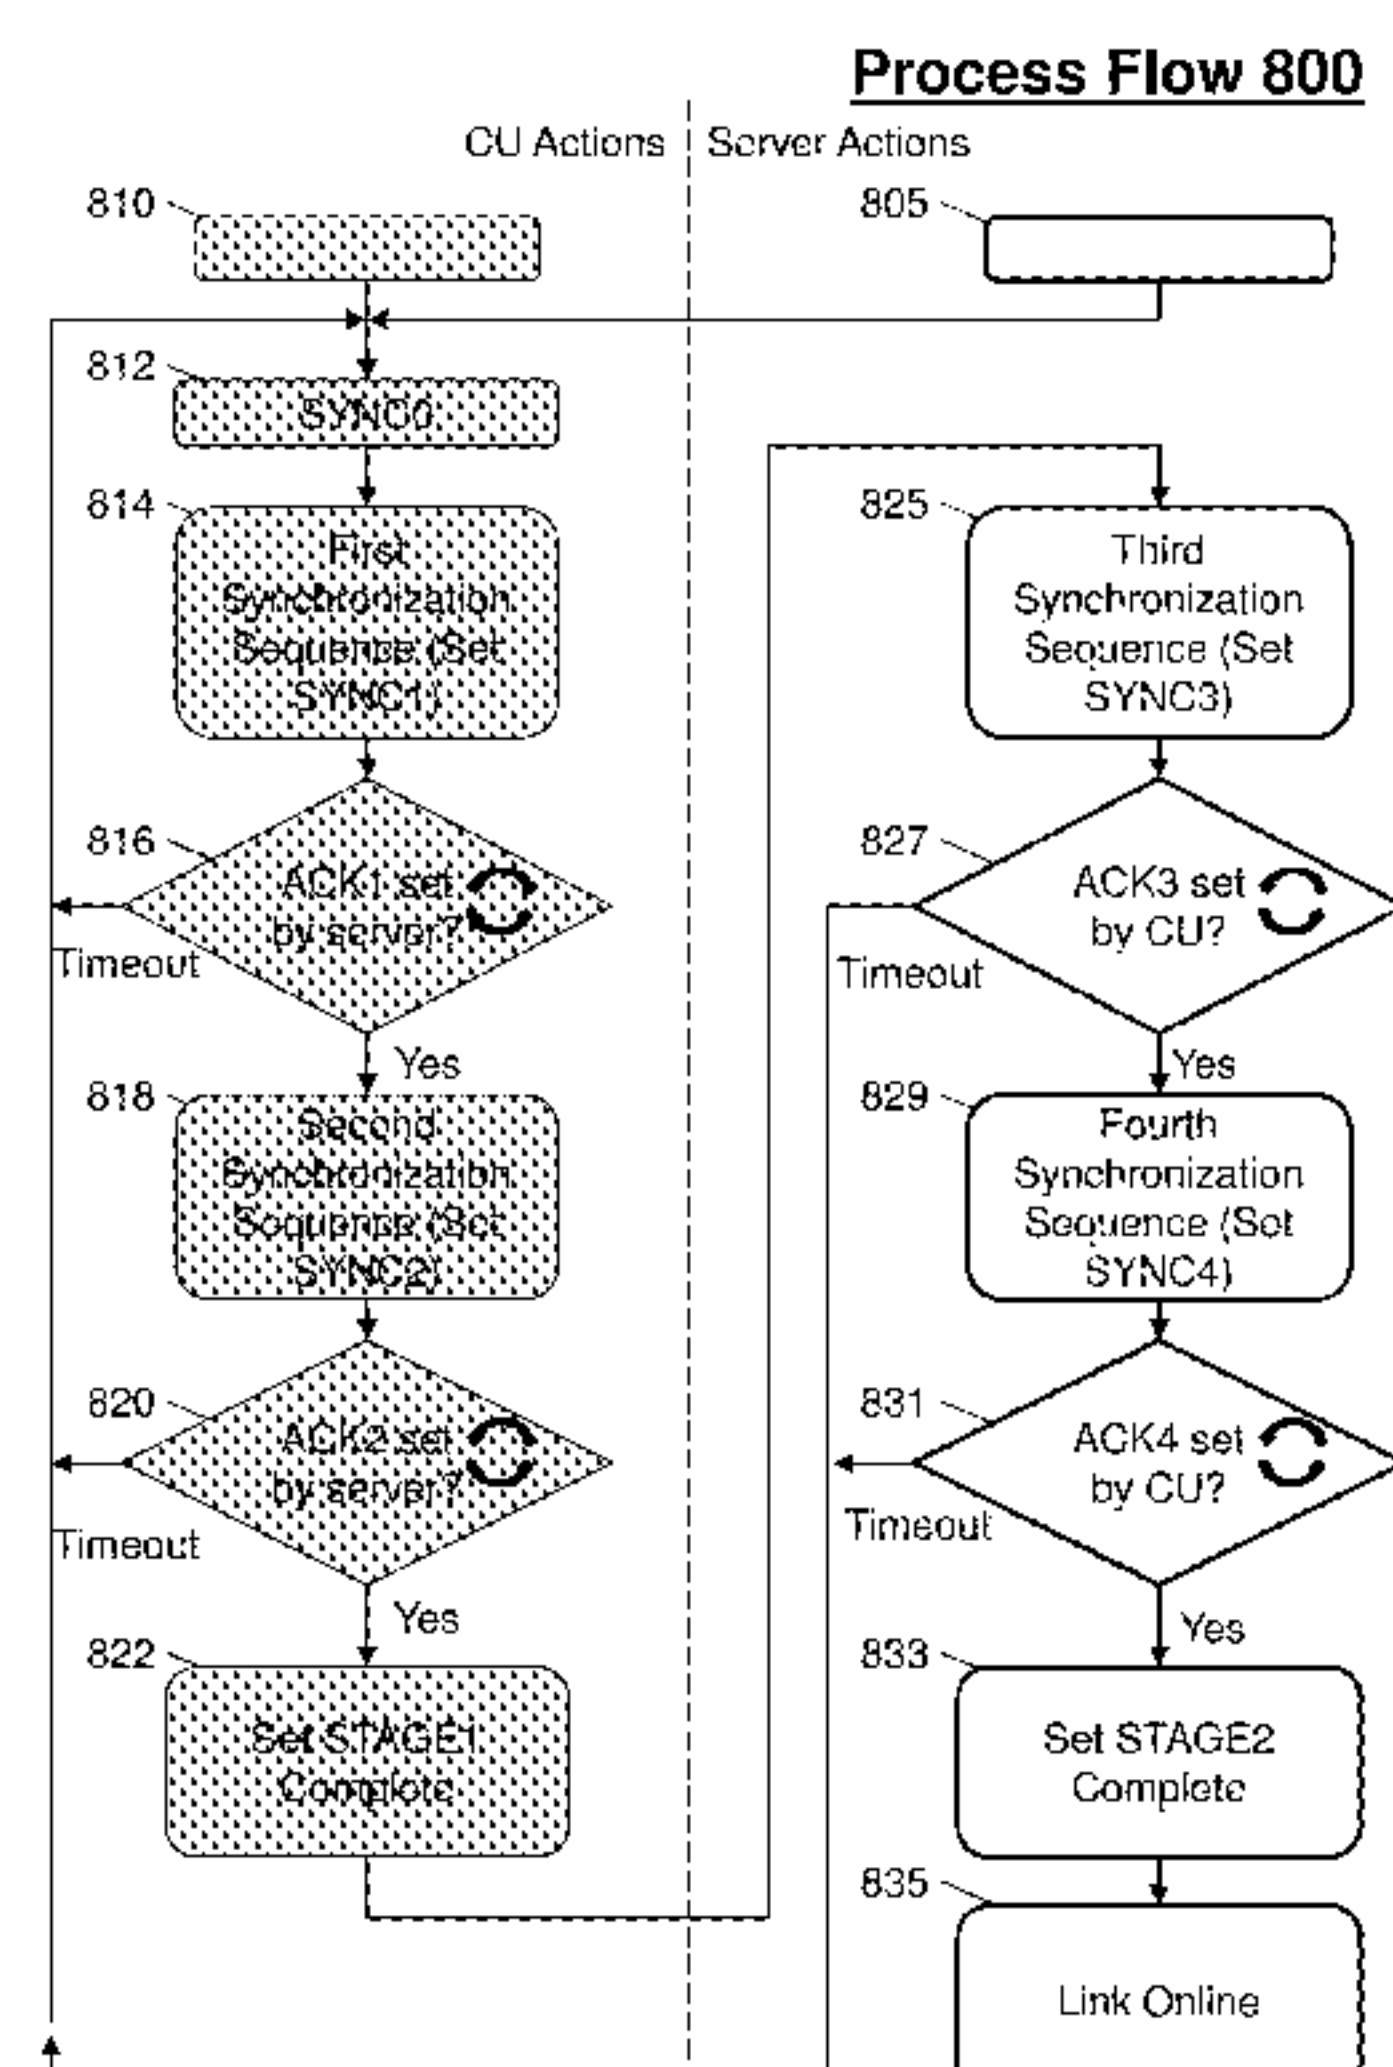 Process Flow 800
CU Actions
Server Actions
810
805
812
SYNC0
814
First
Synchronization
Sequence (Set
SYNC1)
825
Third
Synchronization
Sequence (Set
SYNC3)
816
ACK1 set
by server?
Timeout
Yes
827
ACK3 set
by CU?
Timeout
Yes
818
Second
Synchronization
Sequence (Set
SYNC2)
829
Fourth
Synchronization
Sequence (Set
SYNC4)
820
ACK2 set
by server?
Timeout
Yes
831
ACK4 set
by CU?
Timeout
Yes
822
Set STAGE1
Complete
833
Set STAGE2
Complete
835
Link Online